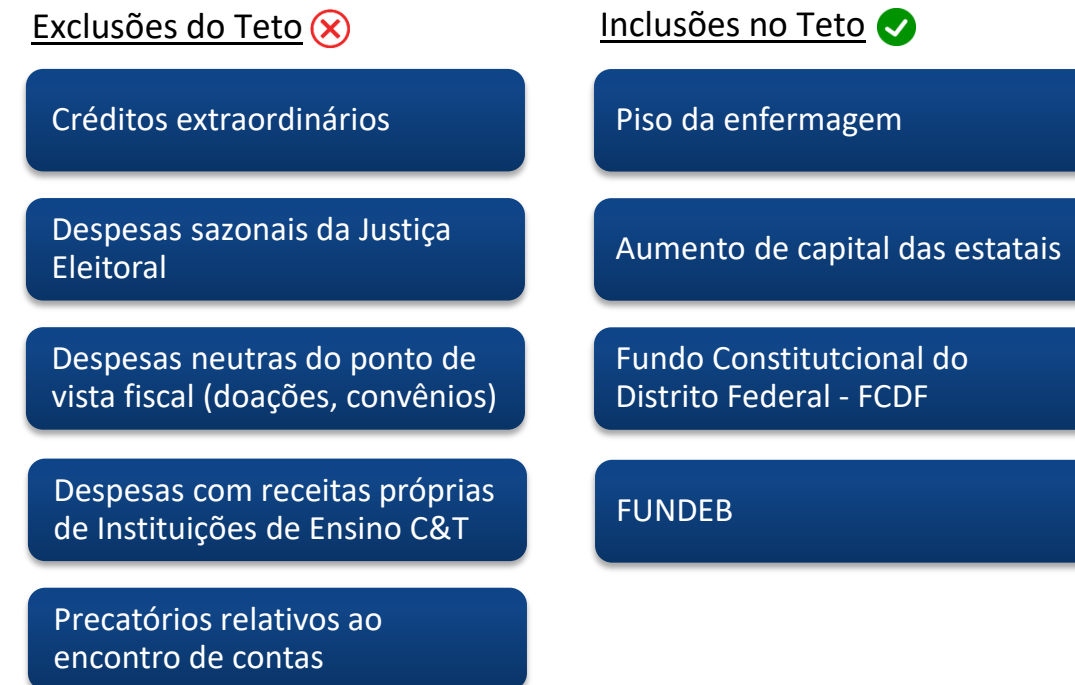 Exclusões do Teto
Créditos extraordinários
Despesas sazonais da Justiça
Eleitoral
Despesas neutras do ponto de
vista fiscal (doações, convênios)
Despesas com receitas próprias
de Instituições de Ensino C&T
Precatórios relativos ao
encontro de contas
Inclusões no Teto
Piso da enfermagem
Aumento de capital das estatais
Fundo Constitutcional do
Distrito Federal - FCDF
FUNDEB